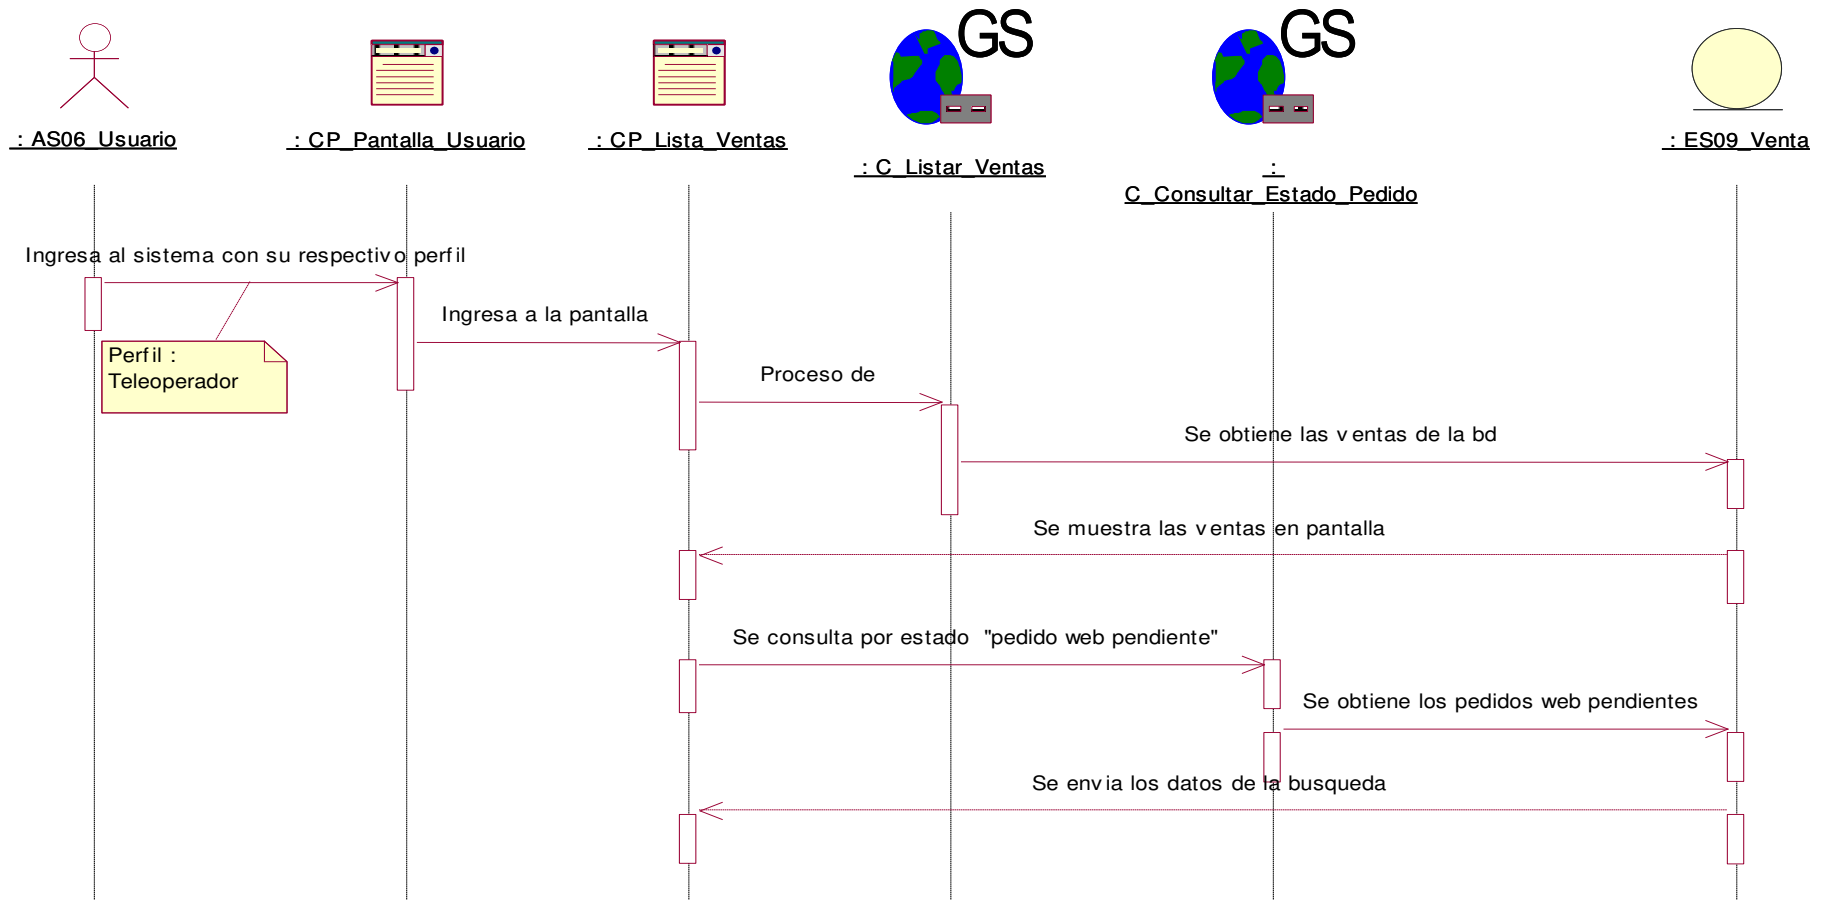 GS
GS
: AS06_Usuario
: CP_Pantalla_Usuario
: CP_Lista_Ventas
: C_Listar_Ventas
:
C_Consultar_Estado_Pedido
: ES09_Venta
Ingresa al sistema con su respectivo perfil
Ingresa a la pantalla
Perfil :
Teleoperador
Proceso de
Se obtiene las ventas de la bd
Se muestra las ventas en pantalla
Se consulta por estado "pedido web pendiente"
Se obtiene los pedidos web pendientes
Se envia los datos de la busqueda